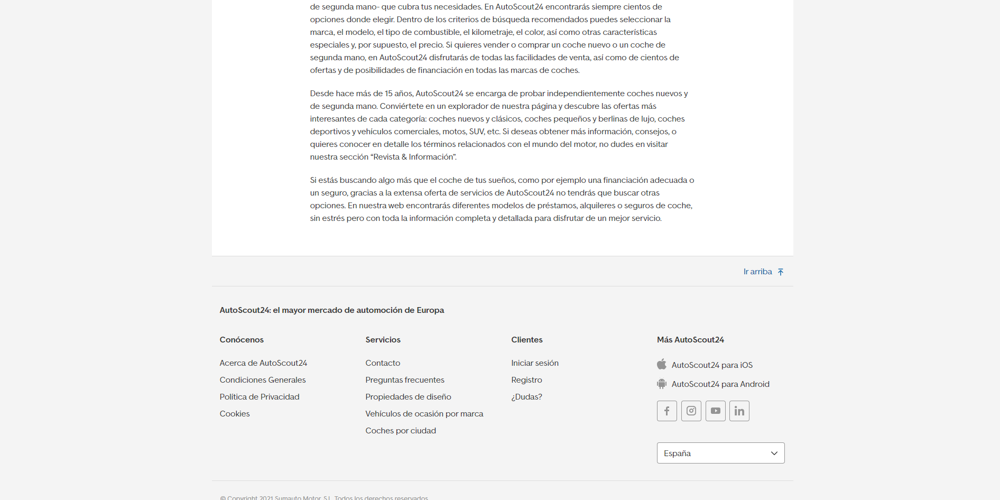 de segunda mano- que cubra tus necesidades. En AutoScout24 encontrarás siempre cientos de
opciones donde elegir. Dentro de los criterios de búsqueda recomendados puedes seleccionar la
marca, el modelo, el tipo de combustible, el kilometraje, el color, así como otras características
especiales y, por supuesto, el precio. Si quieres vender o comprar un coche nuevo o un coche de
segunda mano, en AutoScout24 disfrutarás de todas las facilidades de venta, así como de cientos de
ofertas y de posibilidades de financiación en todas las marcas de coches.
Desde hace más de 15 años, AutoScout24 se encarga de probar independientemente coches nuevos y
de segunda mano. Conviértete en un explorador de nuestra página y descubre las ofertas más
interesantes de cada categoría: coches nuevos y clásicos, coches pequeños y berlinas de lujo, coches
deportivos y vehículos comerciales, motos, SUV, etc. Si deseas obtener más información, consejos, o
quieres conocer en detalle los términos relacionados con el mundo del motor, no dudes en visitar
nuestra sección “Revista & Información”.
Si estás buscando algo más que el coche de tus sueños, como por ejemplo una financiación adecuada o
un seguro, gracias a la extensa oferta de servicios de AutoScout24 no tendrás que buscar otras
opciones. En nuestra web encontrarás diferentes modelos de préstamos, alquileres o seguros de coche,
sin estrés pero con toda la información completa y detallada para disfrutar de un mejor servicio.
Ir arriba
AutoScout24: el mayor mercado de automoción de Europa
Conócenos
Acerca de AutoScout24
Condiciones Generales
Política de Privacidad
Cookies
Servicios
Contacto
Preguntas frecuentes
Propiedades de diseño
Vehículos de ocasión por marca
Coches por ciudad
Clientes
Iniciar sesión
Registro
¿Dudas?
Más AutoScout24
AutoScout24 para iOS
AutoScout24 para Android
España
© Copyright 2021 Sumauto Motor, S.L. Todos los derechos reservados.